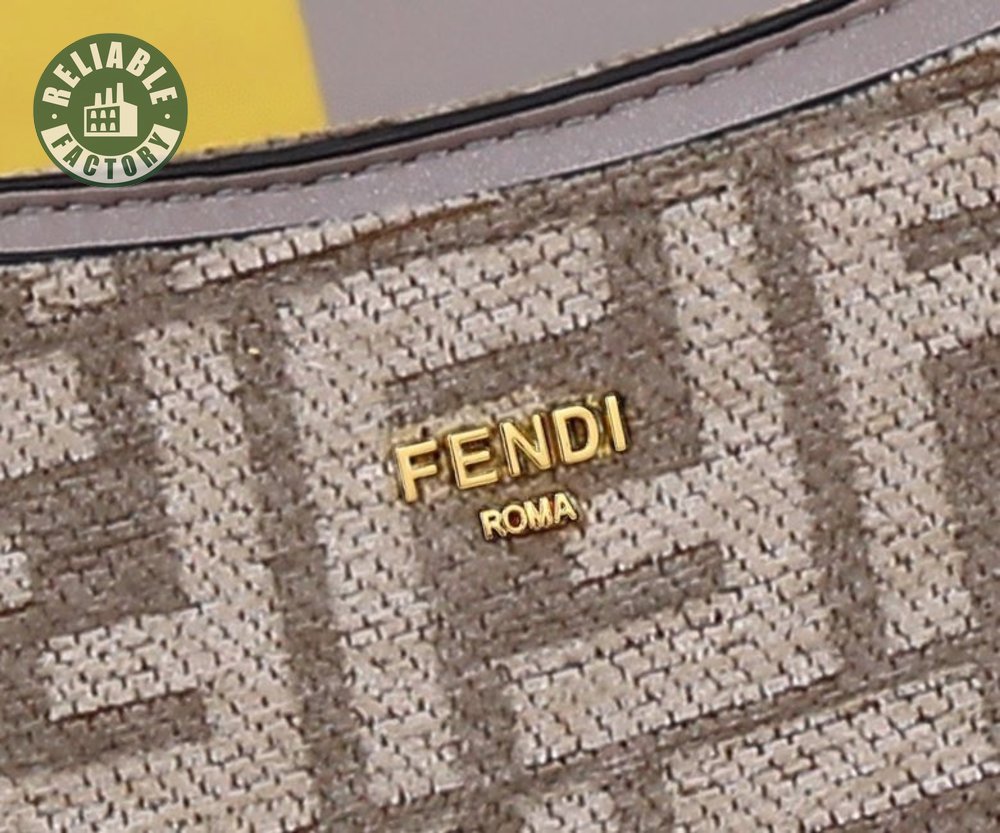 RELIABLE
FACTORY
FENDI
ROMA